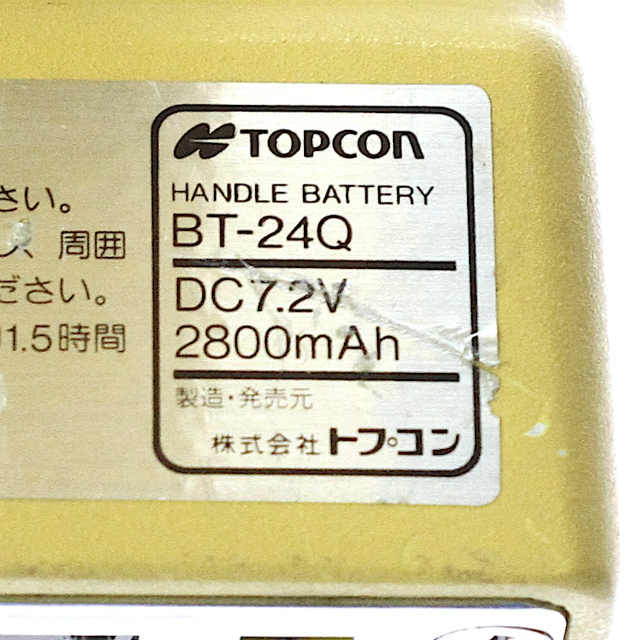 さい。
、周囲
ださい。
1.5時間
TOPCON
HANDLE BATTERY
BT-24Q
DC7.2V
2800mAh
製造・発売元
株式会社トプコン